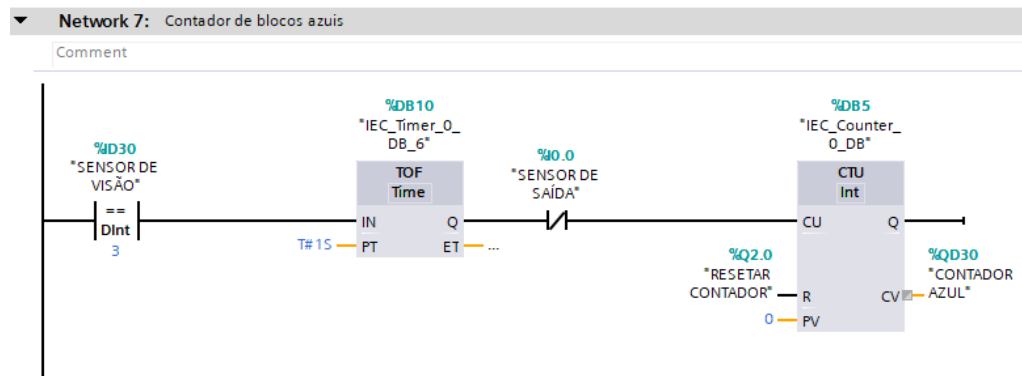 Network 7: Contador de blocos azuis
Comment
%ID30
"SENSOR DE
VISÃO"
==
DInt
3
%DB10
"IEC_Timer_0_
DB_6"
TOF
Time
IN
Q
T#1S
PT
ET
...
%I0.0
"SENSOR DE
SAÍDA"
%DB5
"IEC_Counter_
0_DB"
CTU
Int
CU
Q
%Q2.0
"RESETAR
CONTADOR"
R
CV
%QD30
"CONTADOR
AZUL"
0
PV